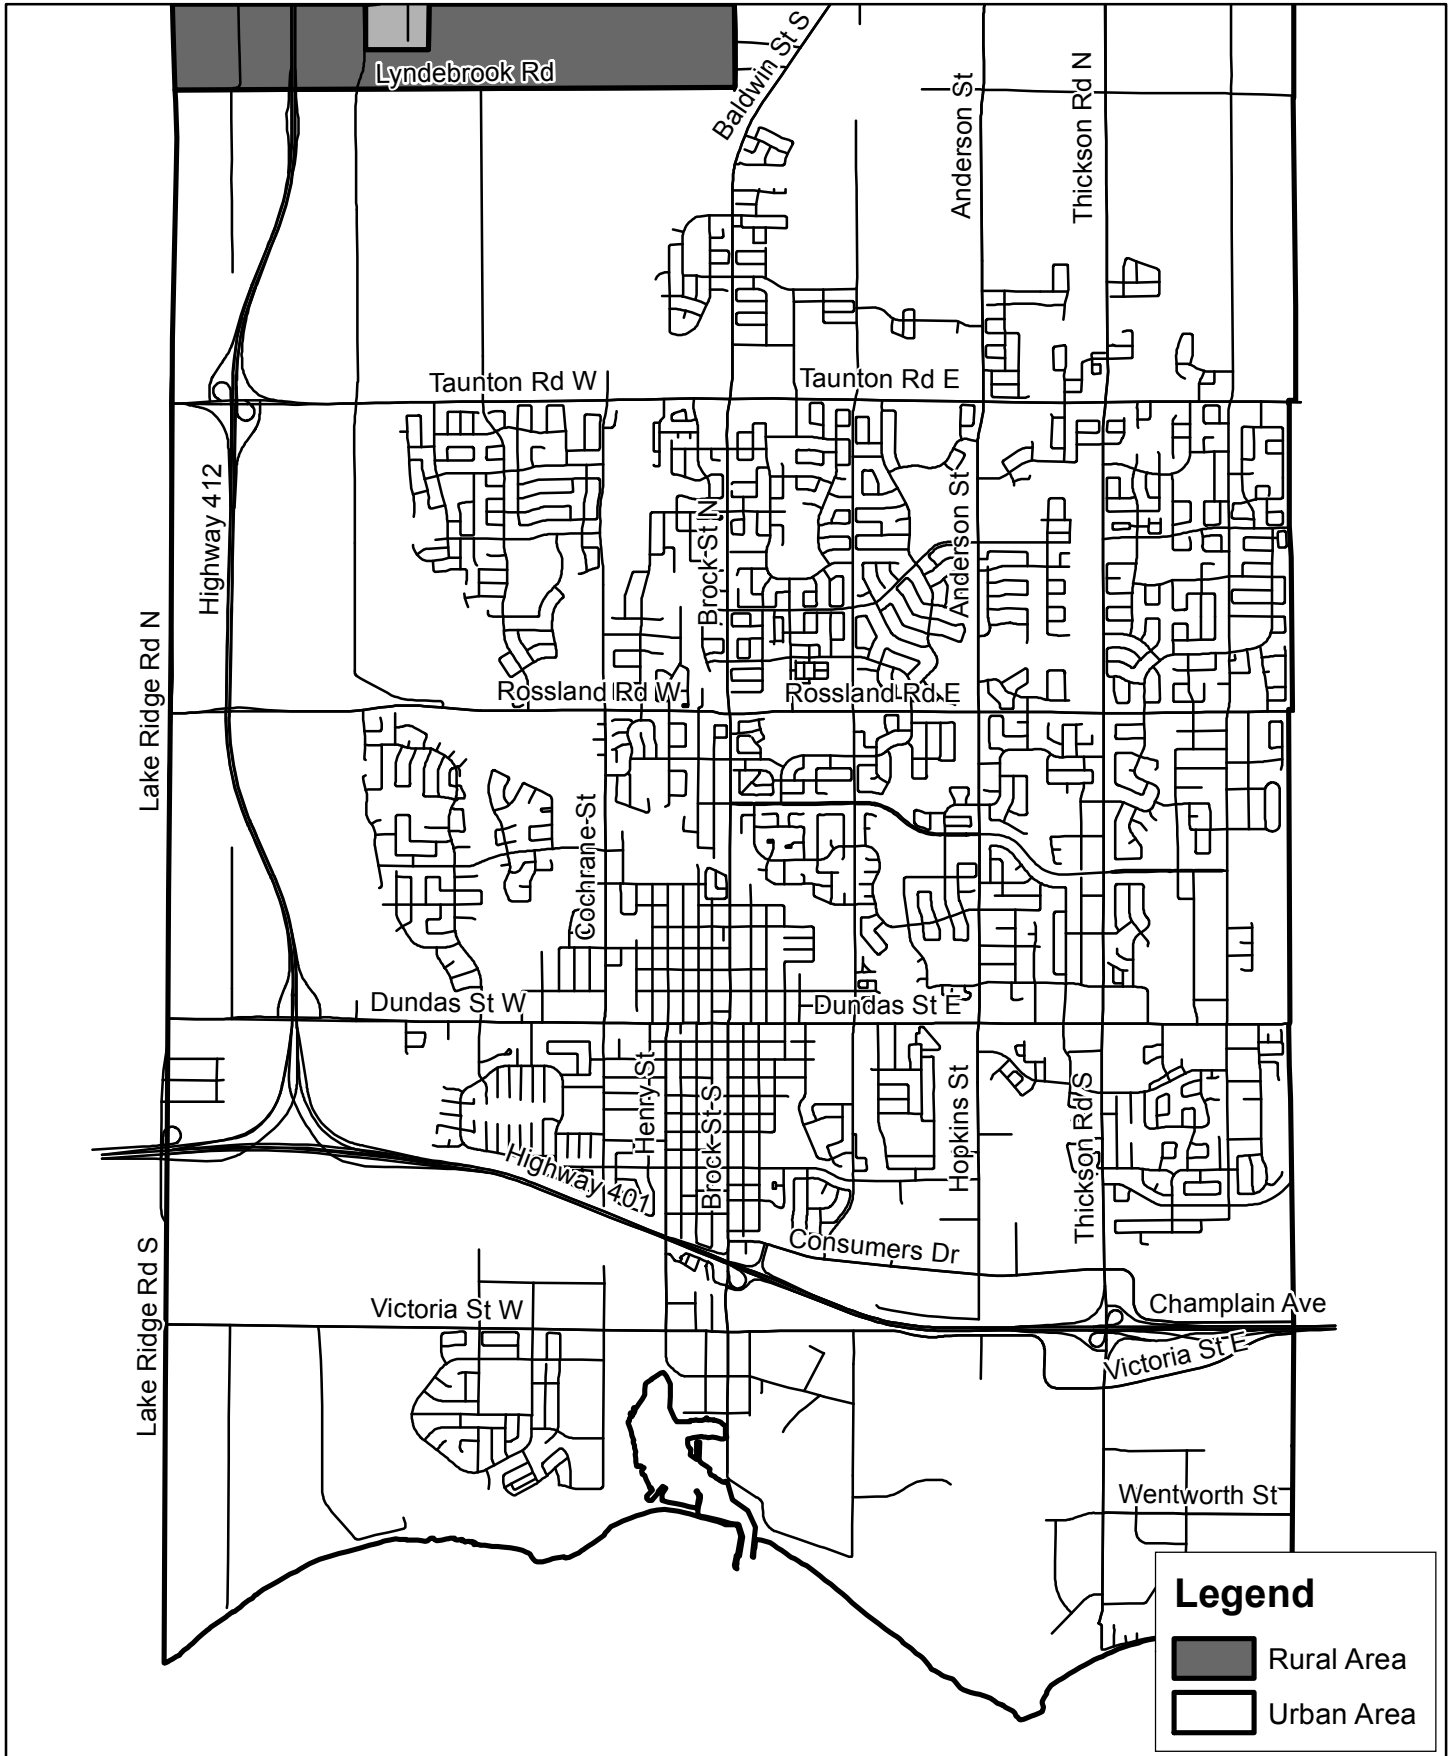 Baldwin St S
Lyndebrook Rd
Anderson St
Thickson Rd N
Taunton Rd W
Taunton Rd E
Highway 412
Brock St N
Anderson St
Lake Ridge Rd N
Rossland Rd W
Rossland Rd E
Cochrane St
Dundas St W
Dundas St E
Henry St
Brock St S
Hopkins St
Thickson Rd S
Highway 401
Consumers Dr
Lake Ridge Rd S
Victoria St W
Champlain Ave
Victoria St E
Wentworth St
Legend
Rural Area
Urban Area